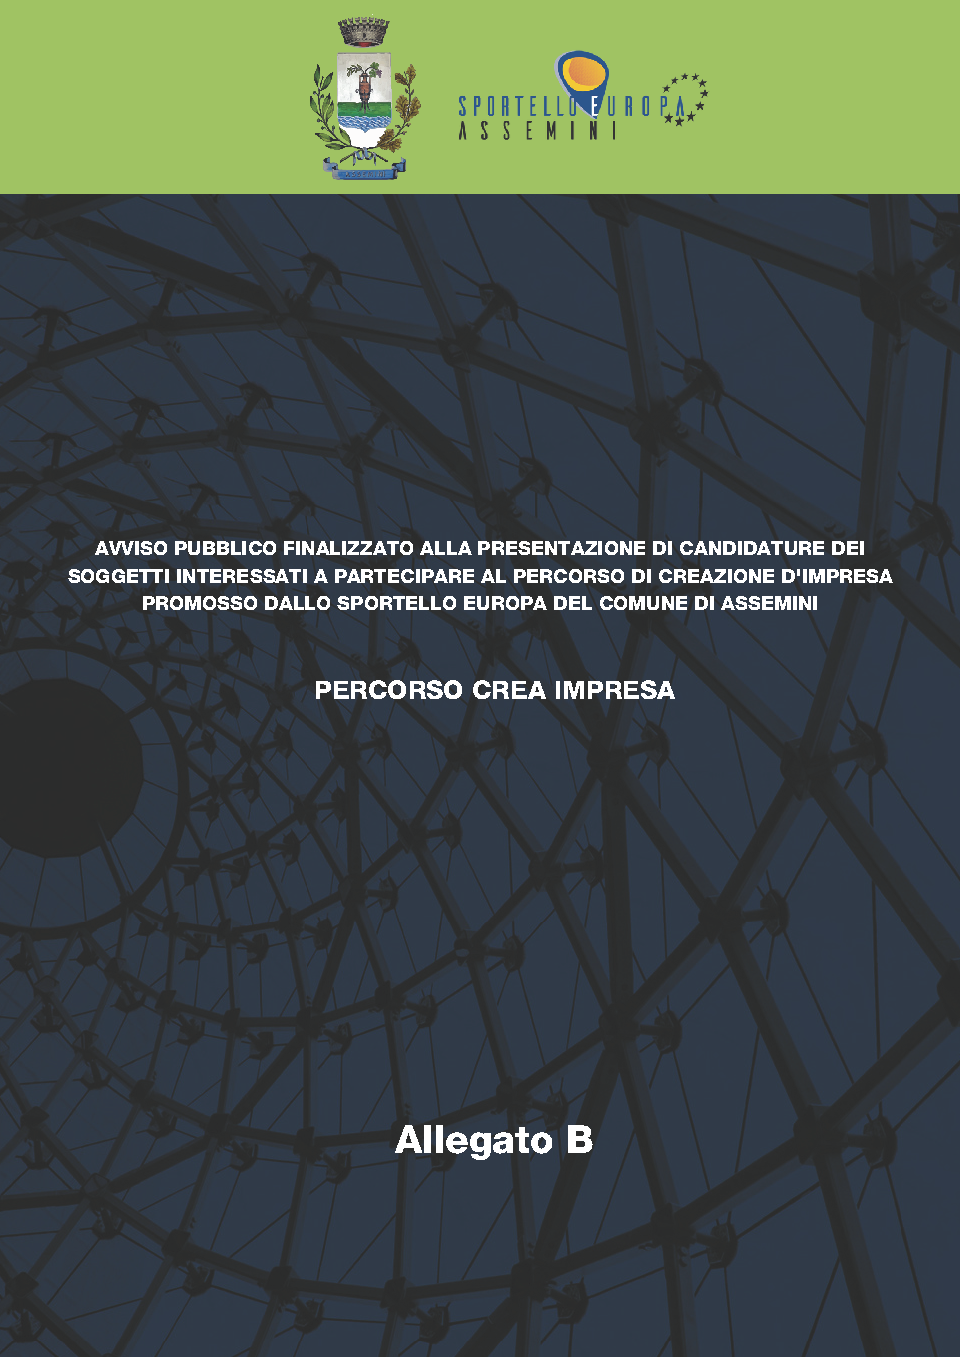 SPORTELLO EUROPA
ASSEMINI
ASSEMINI
AVVISO PUBBLICO FINALIZZATO ALLA PRESENTAZIONE DI CANDIDATURE DEI
SOGGETTI INTERESSATI A PARTECIPARE AL PERCORSO DI CREAZIONE D'IMPRESA
PROMOSSO DALLO SPORTELLO EUROPA DEL COMUNE DI ASSEMINI
PERCORSO CREA IMPRESA
Allegato B